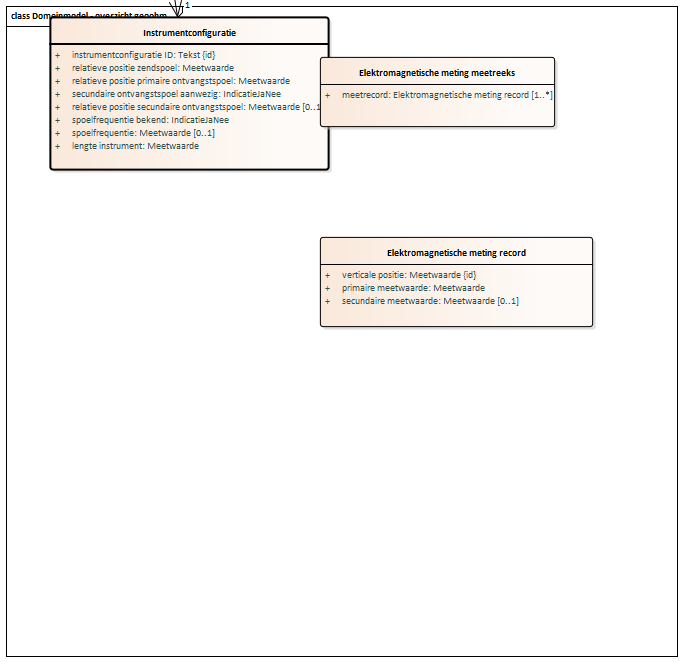 1
class Domeinmodel - overzicht geoohm
Instrumentconfiguratie
+ instrumentconfiguratie ID: Tekst {id}
+ relatieve positie zendspoel: Meetwaarde
+ relatieve positie primaire ontvangstspoel: Meetwaarde
+ secundaire ontvangstspoel aanwezig: IndicatieJaNee
+ relatieve positie secundaire ontvangstspoel: Meetwaarde [0..1
+ spoelfrequentie bekend: IndicatieJaNee
+ spoelfrequentie: Meetwaarde [0..1]
+ lengte instrument: Meetwaarde
Elektromagnetische meting meetreeks
+ meetrecord: Elektromagnetische meting record [1..*]
Elektromagnetische meting record
+ verticale positie: Meetwaarde {id}
+ primaire meetwaarde: Meetwaarde
+ secundaire meetwaarde: Meetwaarde [0..1]